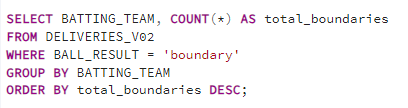 SELECT BATTING_TEAM, COUNT(*) AS total_boundaries
FROM DELIVERIES_V02
WHERE BALL_RESULT = 'boundary'
GROUP BY BATTING_TEAM
ORDER BY total_boundaries DESC;